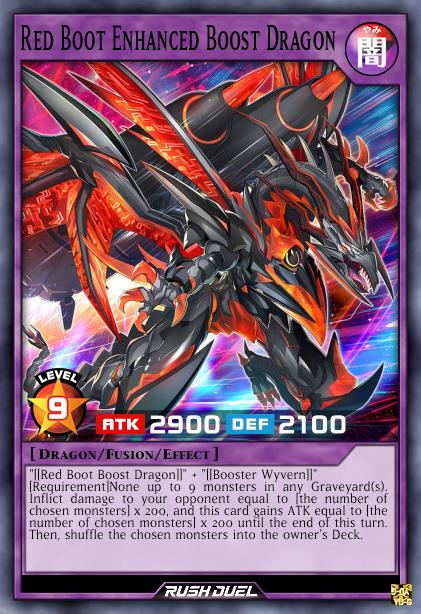 RED BOOT ENHANCED BOOST DRAGON
やみ
闇
LEVEL
9
ATK 2900 DEF 2100
[ DRAGON/FUSION/EFFECT ]
"[[Red Boot Boost Dragon]]" + "[[Booster Wyvern]]"
[Requirement]None up to 9 monsters in any Graveyard(s).
Inflict damage to your opponent equal to [the number
of chosen monsters] x 200, and this card gains ATK equal to [the
number of chosen monsters] x 200 until the end of this turn.
Then, shuffle the chosen monsters into the owner's Deck.
RUSH DUEL